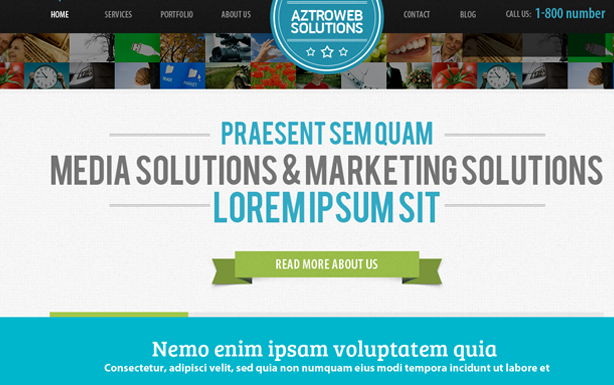 HOME SERVICES PORTFOLIO ABOUT US AZTROWEB CONTACT BLOG CALL US: 1-800 number
SOLUTIONS
PRAESENT SEM QUAM
MEDIA SOLUTIONS & MARKETING SOLUTIONS
LOREM IPSUM SIT
READ MORE ABOUT US
Nemo enim ipsam voluptatem quia
Consectetur, adipisci velit, sed quia non numquam eius modi tempora incidunt ut labore et